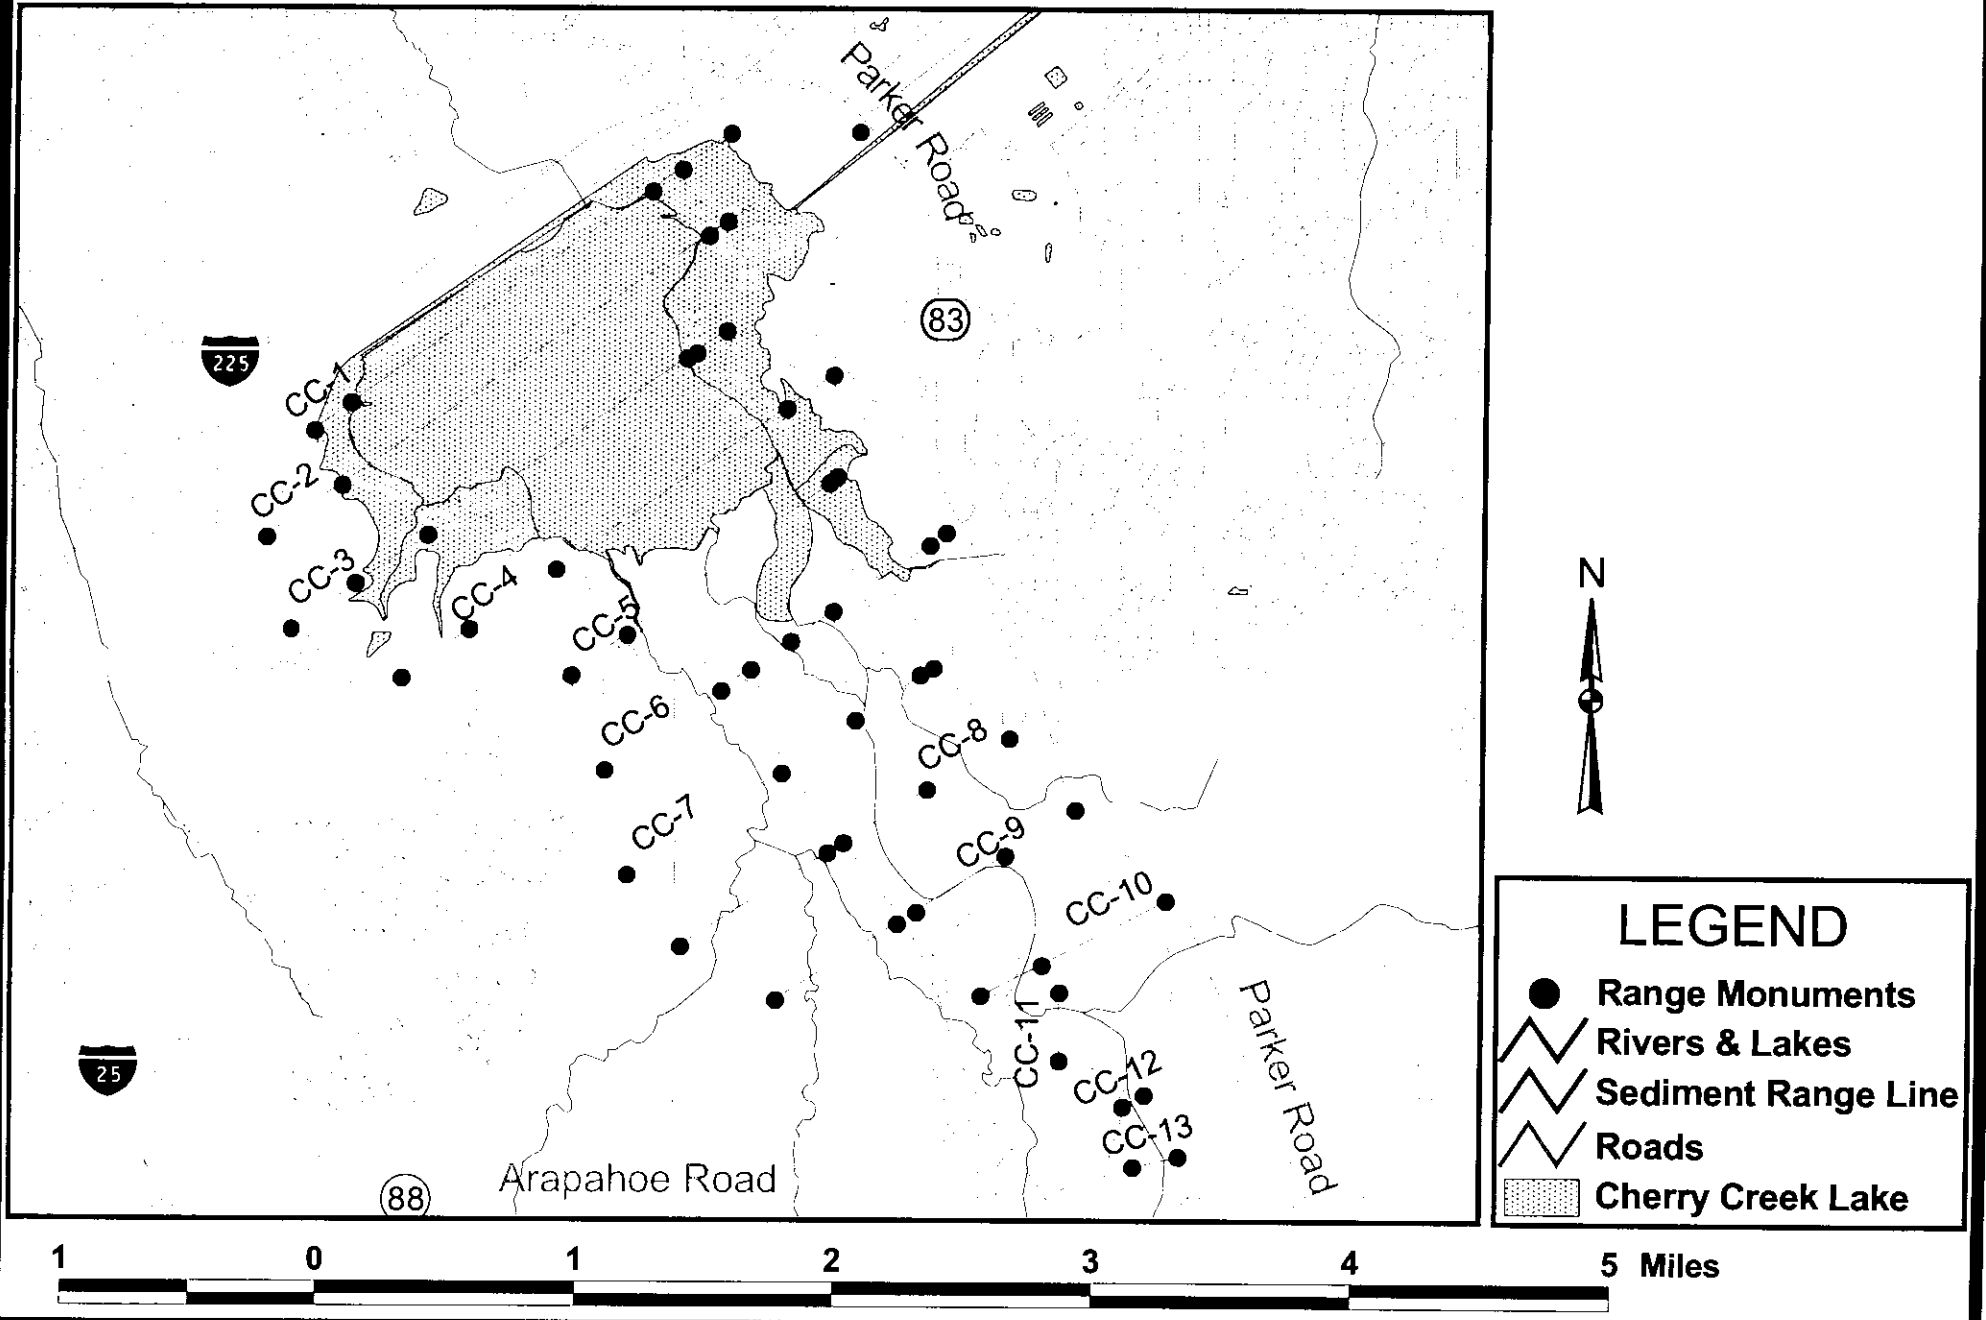 Parker Road
83
225
CC-1
CC-2
CC-3
CC-4
CC-5
CC-6
CC-8
CC-7
CC-9
CC-10
CC-11
CC-12
CC-13
Parker Road
25
Arapahoe Road
88
N
LEGEND
Range Monuments
Rivers & Lakes
Sediment Range Line
Roads
Cherry Creek Lake
1 0 1 2 3 4 5 Miles